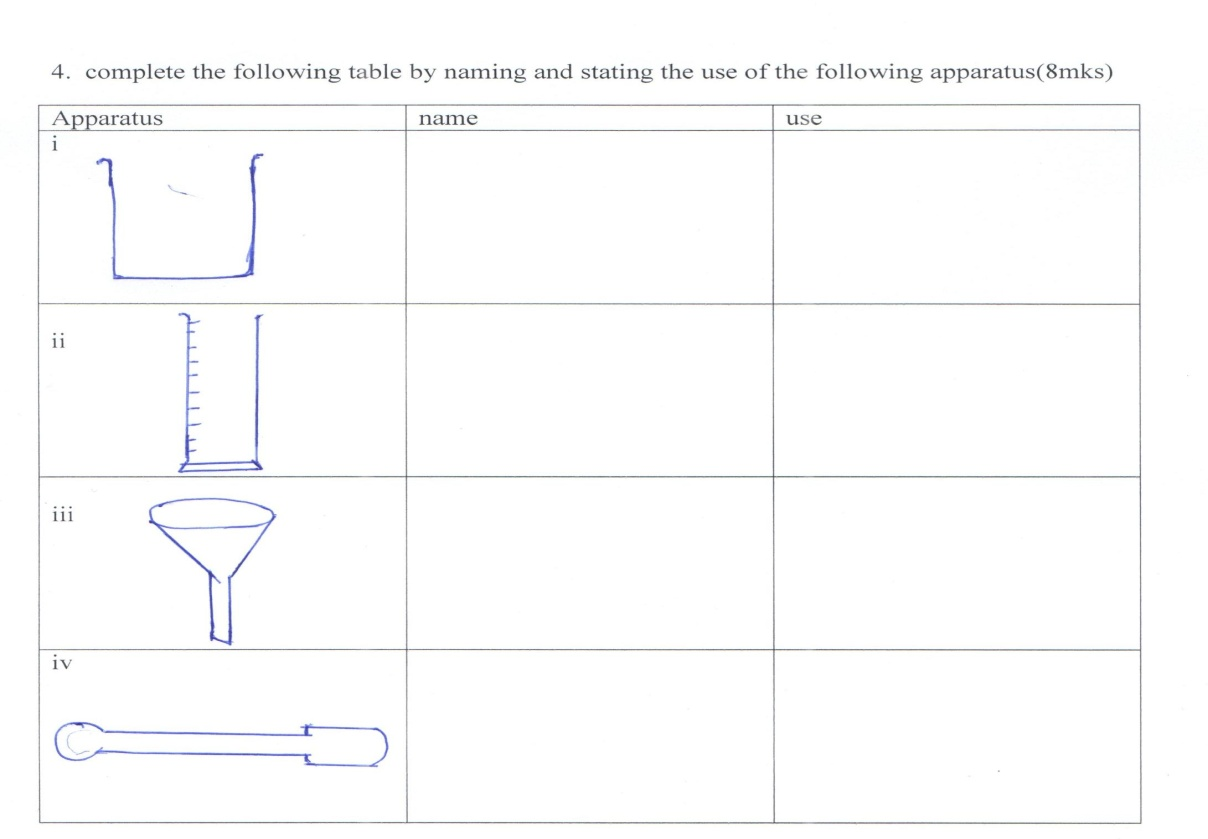 4. complete the following table by naming and stating the use of the following apparatus(8mks)
Apparatus name use
i
ii
iii
iv